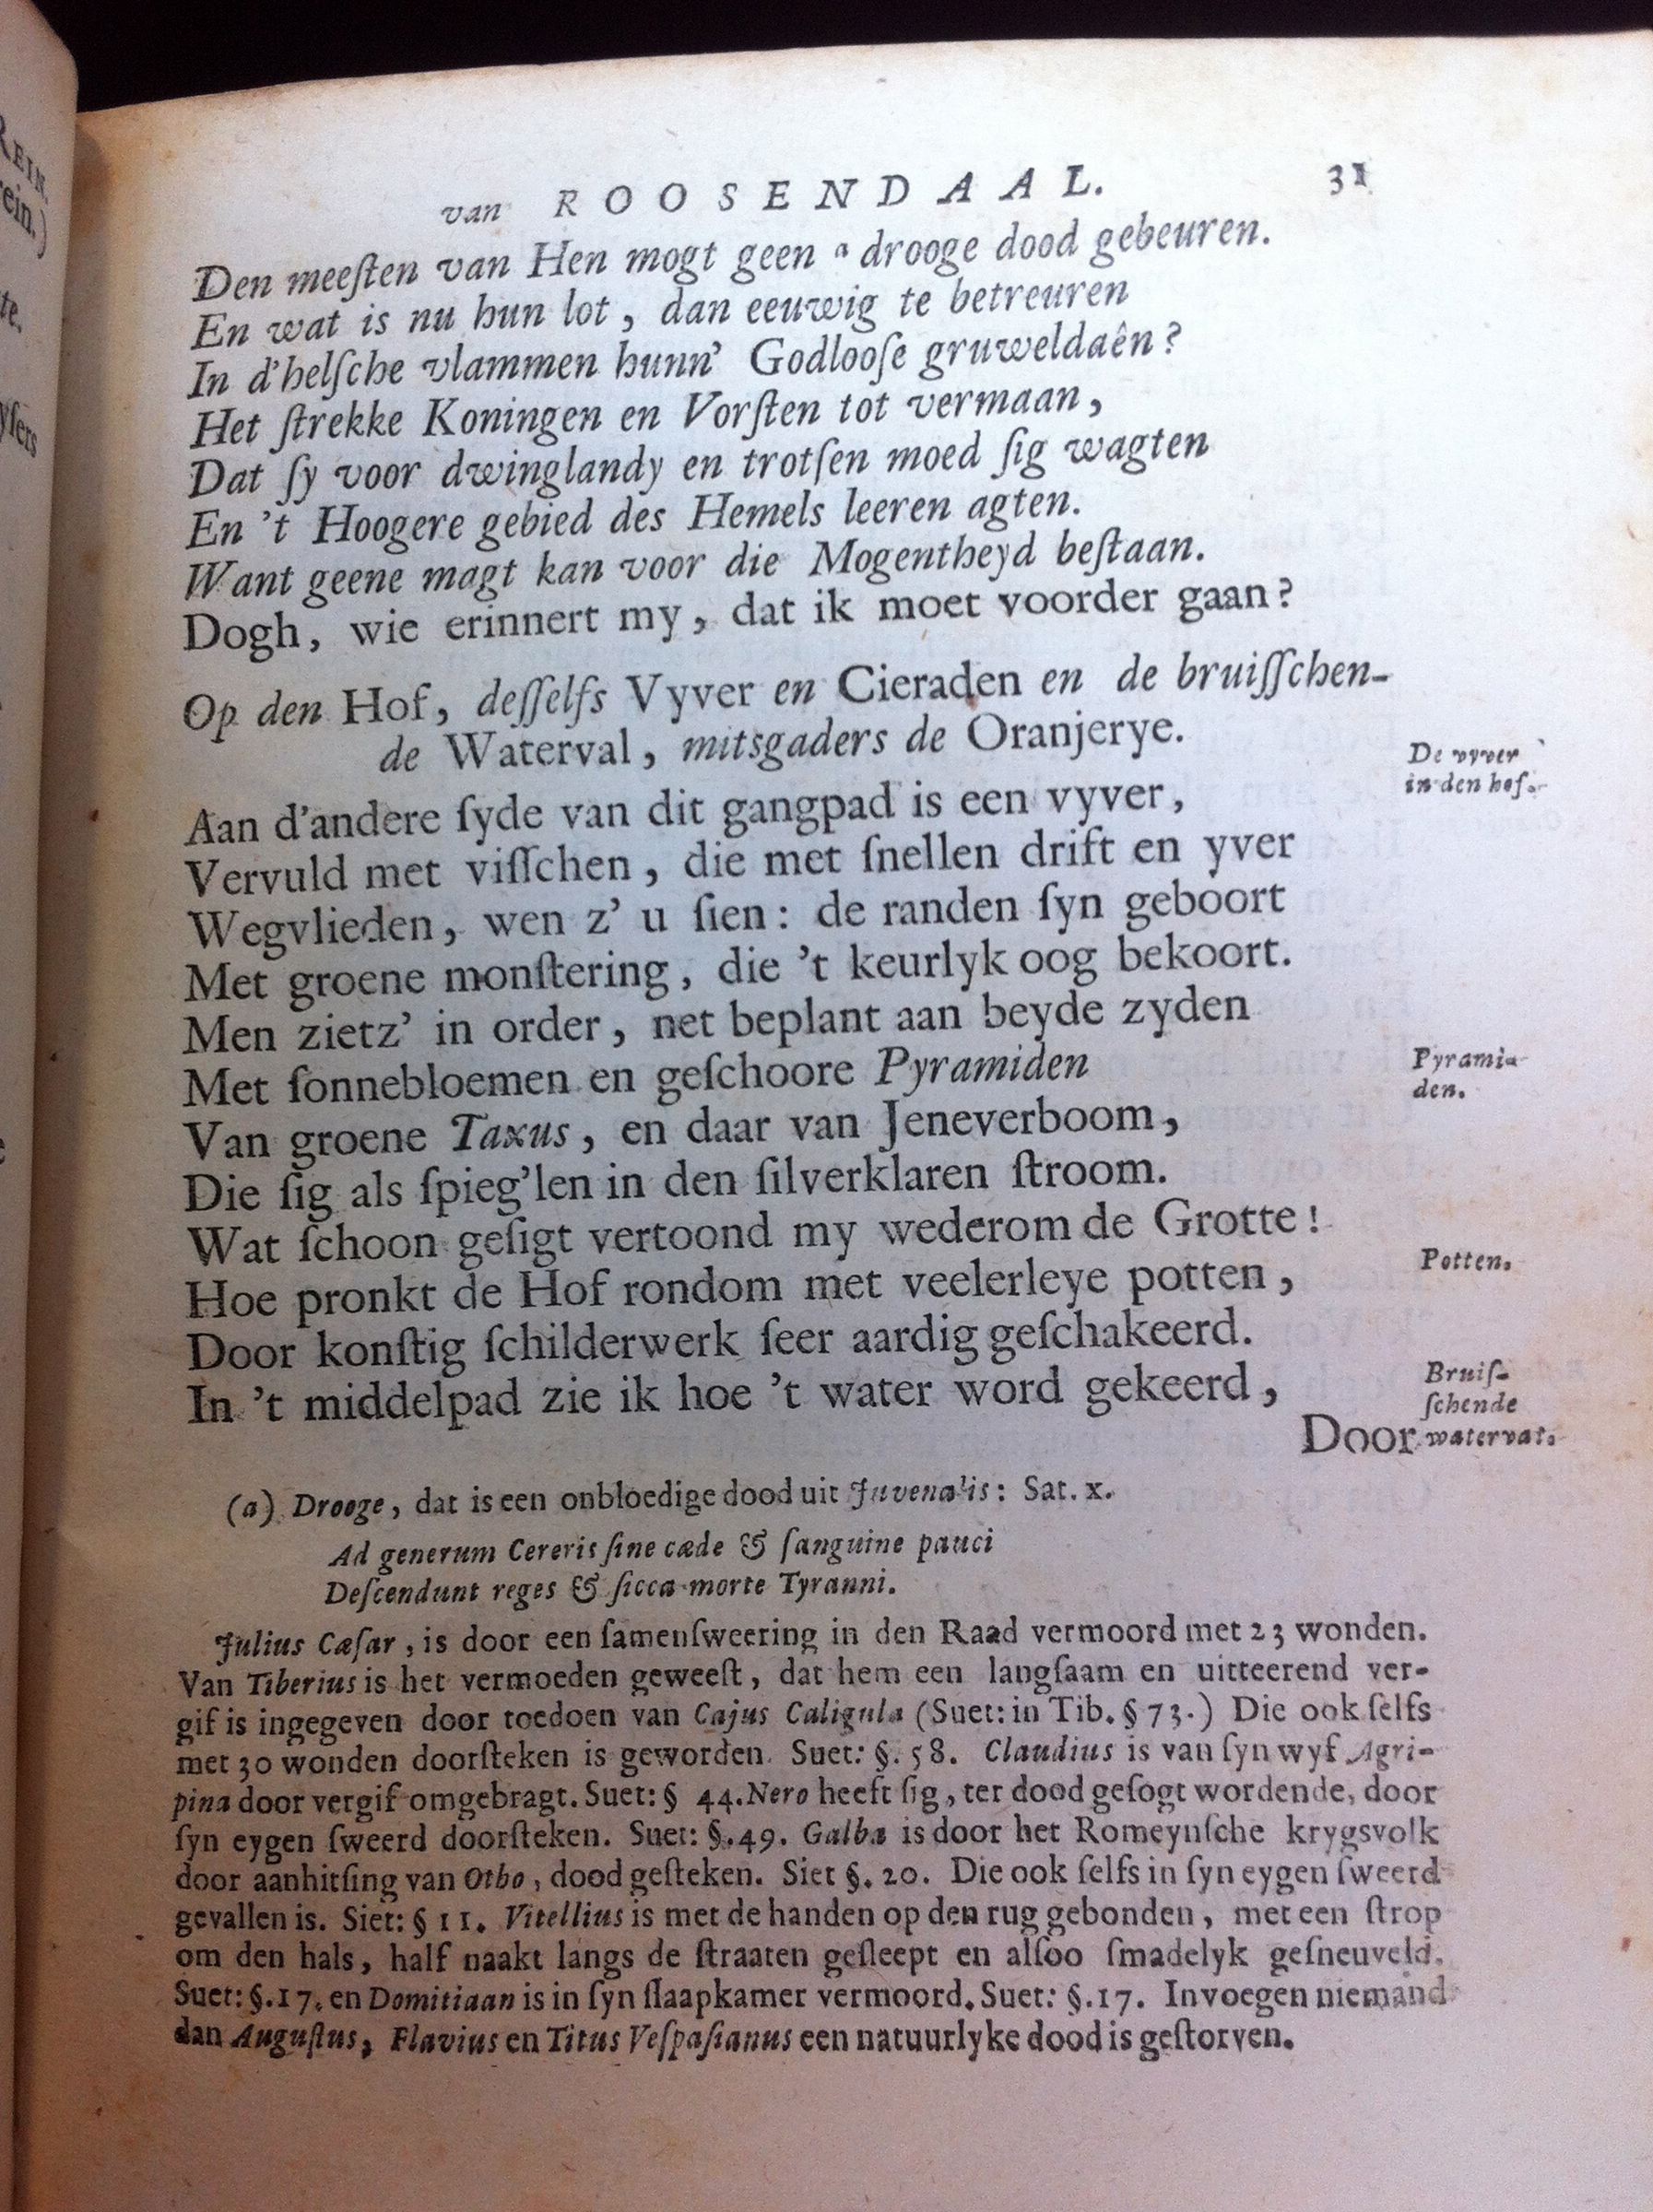 van ROOSENDAAL. 31
Den meeſten van Hen mogt geen a drooge dood gebeuren.
En wat is nu hun lot, dan eeuwig te betreuren
In d'helſche vlammen hunn' Godlooſe gruweldaên?
Het ſtrekke Koningen en Vorſten tot vermaan,
Dat ſy voor dwinglandy en trotſen moed ſig wagten
En 't Hoogere gebied des Hemels leeren agten.
Want geene magt kan voor die Mogentheyd beſtaan.
Dogh, wie erinnert my, dat ik moet voorder gaan?
Op den Hof, deſſelfs Vyver en Cieraden en de bruiſſchen-
de Waterval, mitsgaders de Oranjerye.
De vyver
in den hof.
Aan d'andere ſyde van dit gangpad is een vyver,
Vervuld met viſſchen, die met ſnellen drift en yver
Wegvlieden, wen z' u ſien: de randen ſyn geboort
Met groene monſtering, die 't keurlyk oog bekoort.
Men zietz' in order, net beplant aan beyde zyden
Met ſonnebloemen en geſchoore Pyramiden
Pyrami-
den.
Van groene Taxus, en daar van Jeneverboom,
Die ſig als ſpieg'len in den ſilverklaren ſtroom.
Wat ſchoon geſigt vertoond my wederom de Grotte!
Hoe pronkt de Hof rondom met veelerleye potten,
Potten.
Door konſtig ſchilderwerk ſeer aardig geſchakeerd.
In 't middelpad zie ik hoe 't water word gekeerd,
Bruiſ-
ſchende
waterval.
Door
(a) Drooge, dat is een onbloedige dood uit Juvenalis: Sat. x.
Ad generum Cereris ſine cæde & ſanguine pauci
Deſcendunt reges & ſicca morte Tyranni.
Julius Cæſar, is door een ſamenſweering in den Raad vermoord met 23 wonden.
Van Tiberius is het vermoeden geweeſt, dat hem een langſaam en uitteerend ver-
gif is ingegeven door toedoen van Cajus Caligula (Suet: in Tib. § 73.) Die ook ſelfs
met 30 wonden doorſteken is geworden. Suet: §. 58. Claudius is van ſyn wyf Agri-
pina door vergif omgebragt. Suet: § 44. Nero heeft ſig, ter dood geſogt wordende, door
ſyn eygen ſweerd doorſteken. Suet: §. 49. Galba is door het Romeynſche krygsvolk
door aanhitſing van Otho, dood geſteken. Siet §. 20. Die ook ſelfs in ſyn eygen ſweerd
gevallen is. Siet: § 11. Vitellius is met de handen op den rug gebonden, met een ſtrop
om den hals, half naakt langs de ſtraaten geſleept en alſoo ſmadelyk geſneuveld.
Suet: §. 17. en Domitiaan is in ſyn ſlaapkamer vermoord. Suet: §. 17. Invoegen niemand
dan Auguſtus, Flavius en Titus Veſpaſianus een natuurlyke dood is geſtorven.